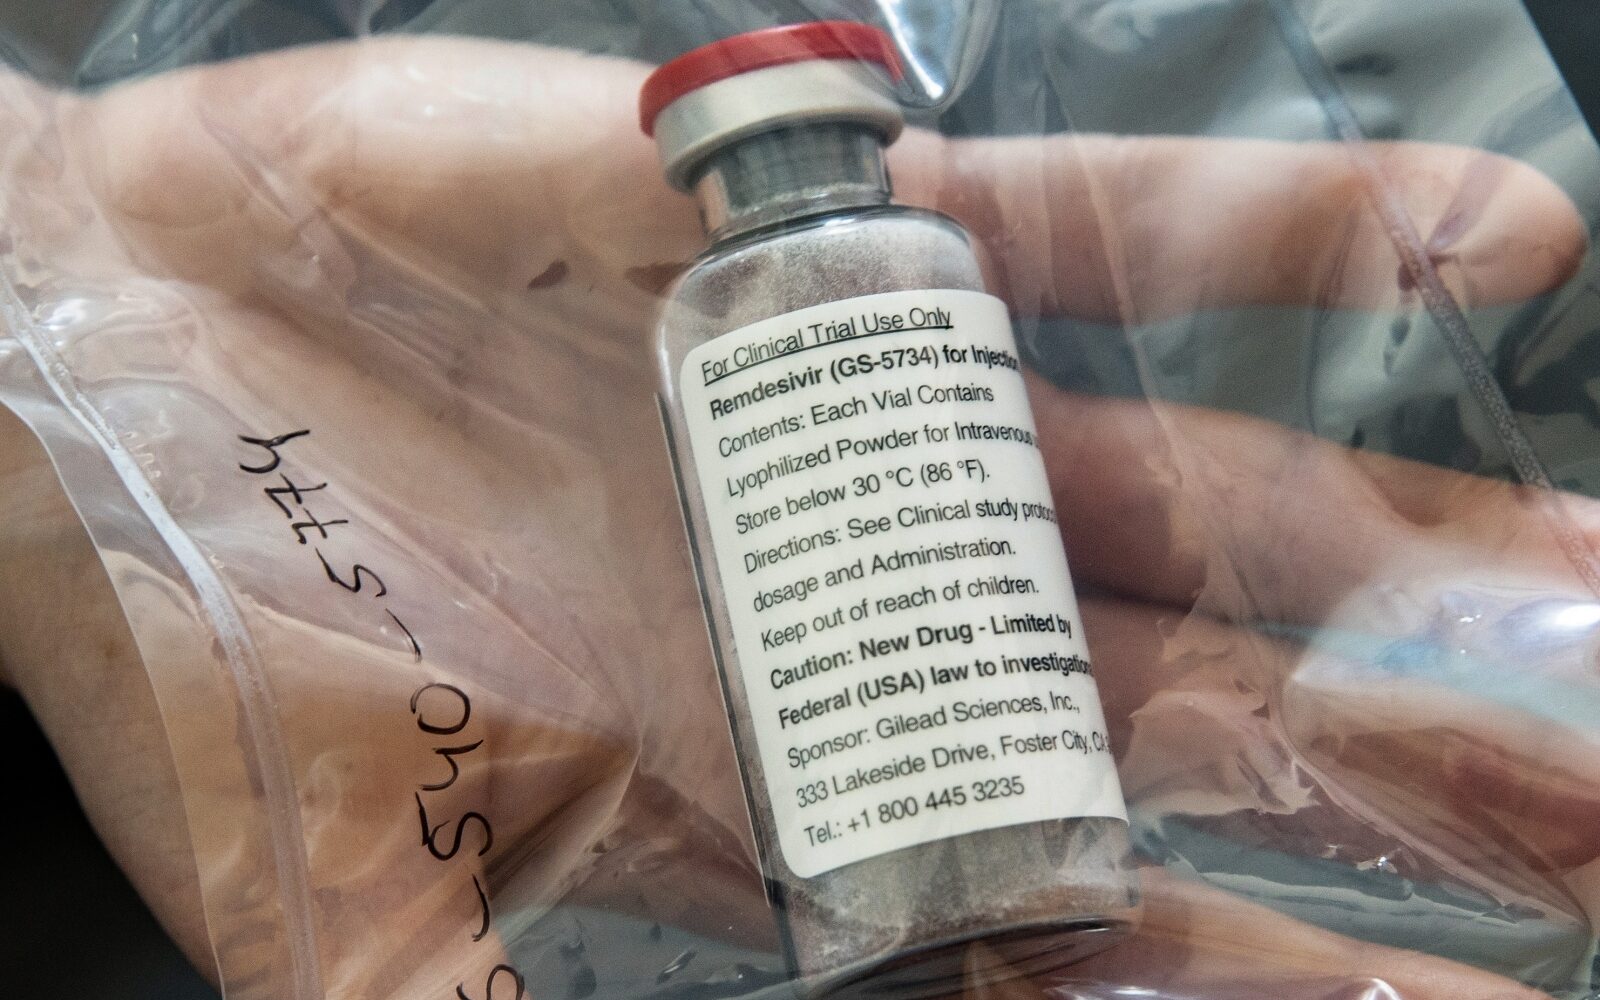 For Clinical Trial Use Only
Remdesivir (GS-5734) for Injection
Contents: Each Vial Contains
Lyophilized Powder for Intravenous
Store below 30 °C (86 °F).
Directions: See Clinical study
dosage and Administration.
Keep out of reach of children.
Caution: New Drug - Limited by
Federal (USA) law to
Sponsor: Gilead Sciences, Inc.,
333 Lakeside Drive, Foster City, CA
Tel.: +1 800 445 3235